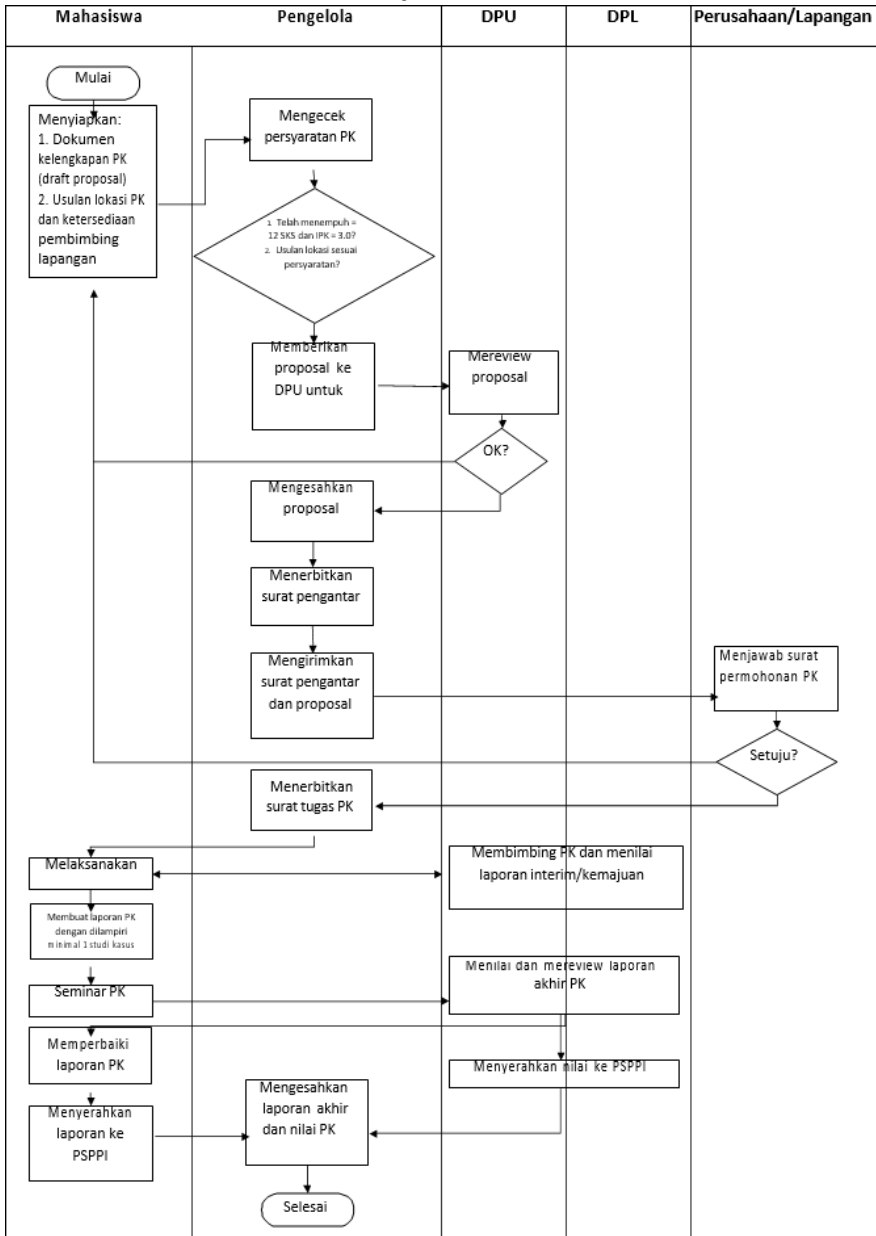 Mahasiswa
Pengelola
DPU
DPL
Perusahaan/Lapangan
Mulai
Menyiapkan:
1. Dokumen
kelengkapan PK
(draft proposal)
2. Usulan lokasi PK
dan ketersediaan
pembimbing
lapangan
Mengecek
persyaratan PK
1. Telah menempuh =
12 SKS dan IPK = 3.0?
2. Usulan lokasi sesuai
persyaratan?
Memberikan
proposal ke
DPU untuk
Mereview
proposal
OK?
Mengesahkan
proposal
Menerbitkan
surat pengantar
Mengirimkan
surat pengantar
dan proposal
Menjawab surat
permohonan PK
Setuju?
Menerbitkan
surat tugas PK
Melaksanakan
Membimbing PK dan menilai
laporan interim/kemajuan
Membuat laporan PK
dengan dilampiri
minimal 1 studi kasus
Seminar PK
Menilai dan mereview laporan
akhir PK
Memperbaiki
laporan PK
Menyerahkan nilai ke PSPPI
Menyerahkan
laporan ke
PSPPI
Mengesahkan
laporan akhir
dan nilai PK
Selesai